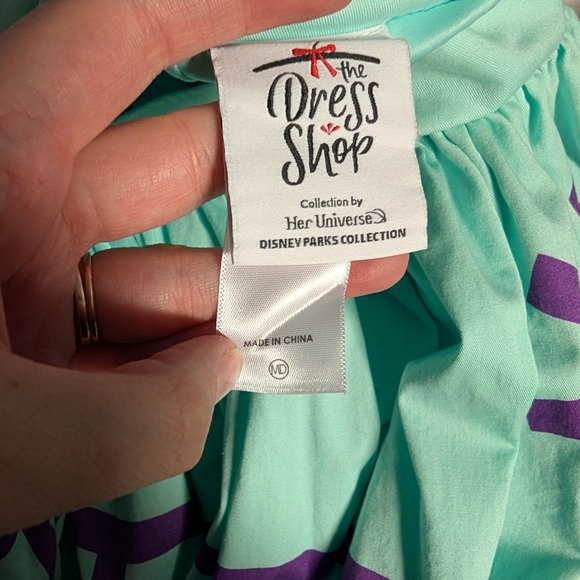 the
Dress
Shop
Collection by
Her Universe
DISNEY PARKS COLLECTION
MADE IN CHINA
MD